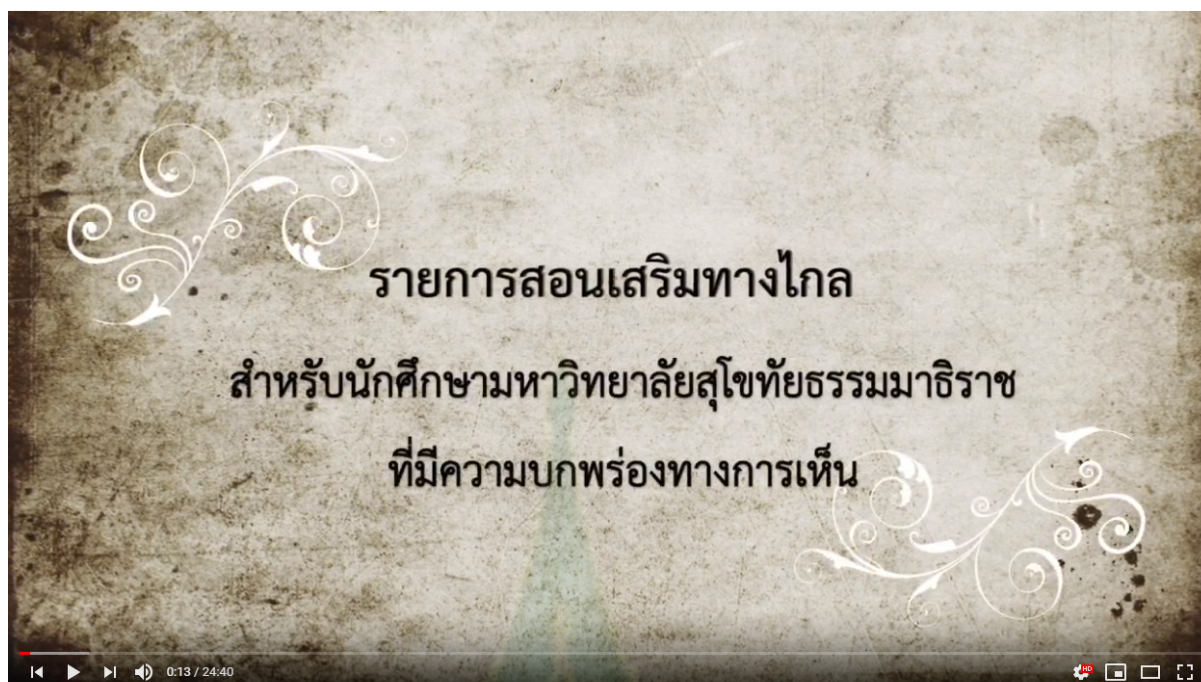 รายการสอนเสริมทางไกล
สำหรับนักศึกษามหาวิทยาลัยสุโขทัยธรรมมาธิราช
ที่มีความบกพร่องทางการเห็น
0:13 / 24:40
HD